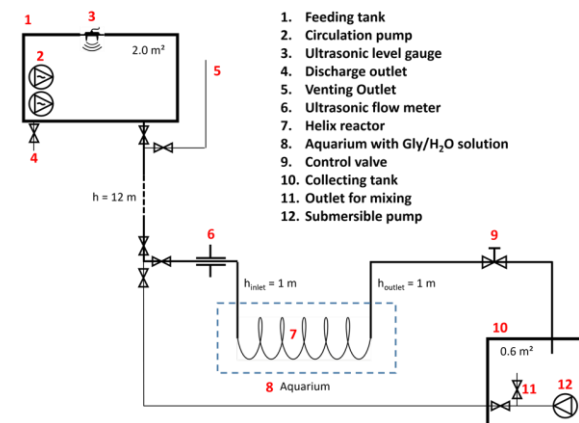 1
3
2.0 m²
2
5
4
h = 12 m
6
9
h_inlet = 1 m
h_outlet = 1 m
7
8 Aquarium
10
0.6 m²
11
12
1. Feeding tank
2. Circulation pump
3. Ultrasonic level gauge
4. Discharge outlet
5. Venting Outlet
6. Ultrasonic flow meter
7. Helix reactor
8. Aquarium with Gly/H₂O solution
9. Control valve
10. Collecting tank
11. Outlet for mixing
12. Submersible pump